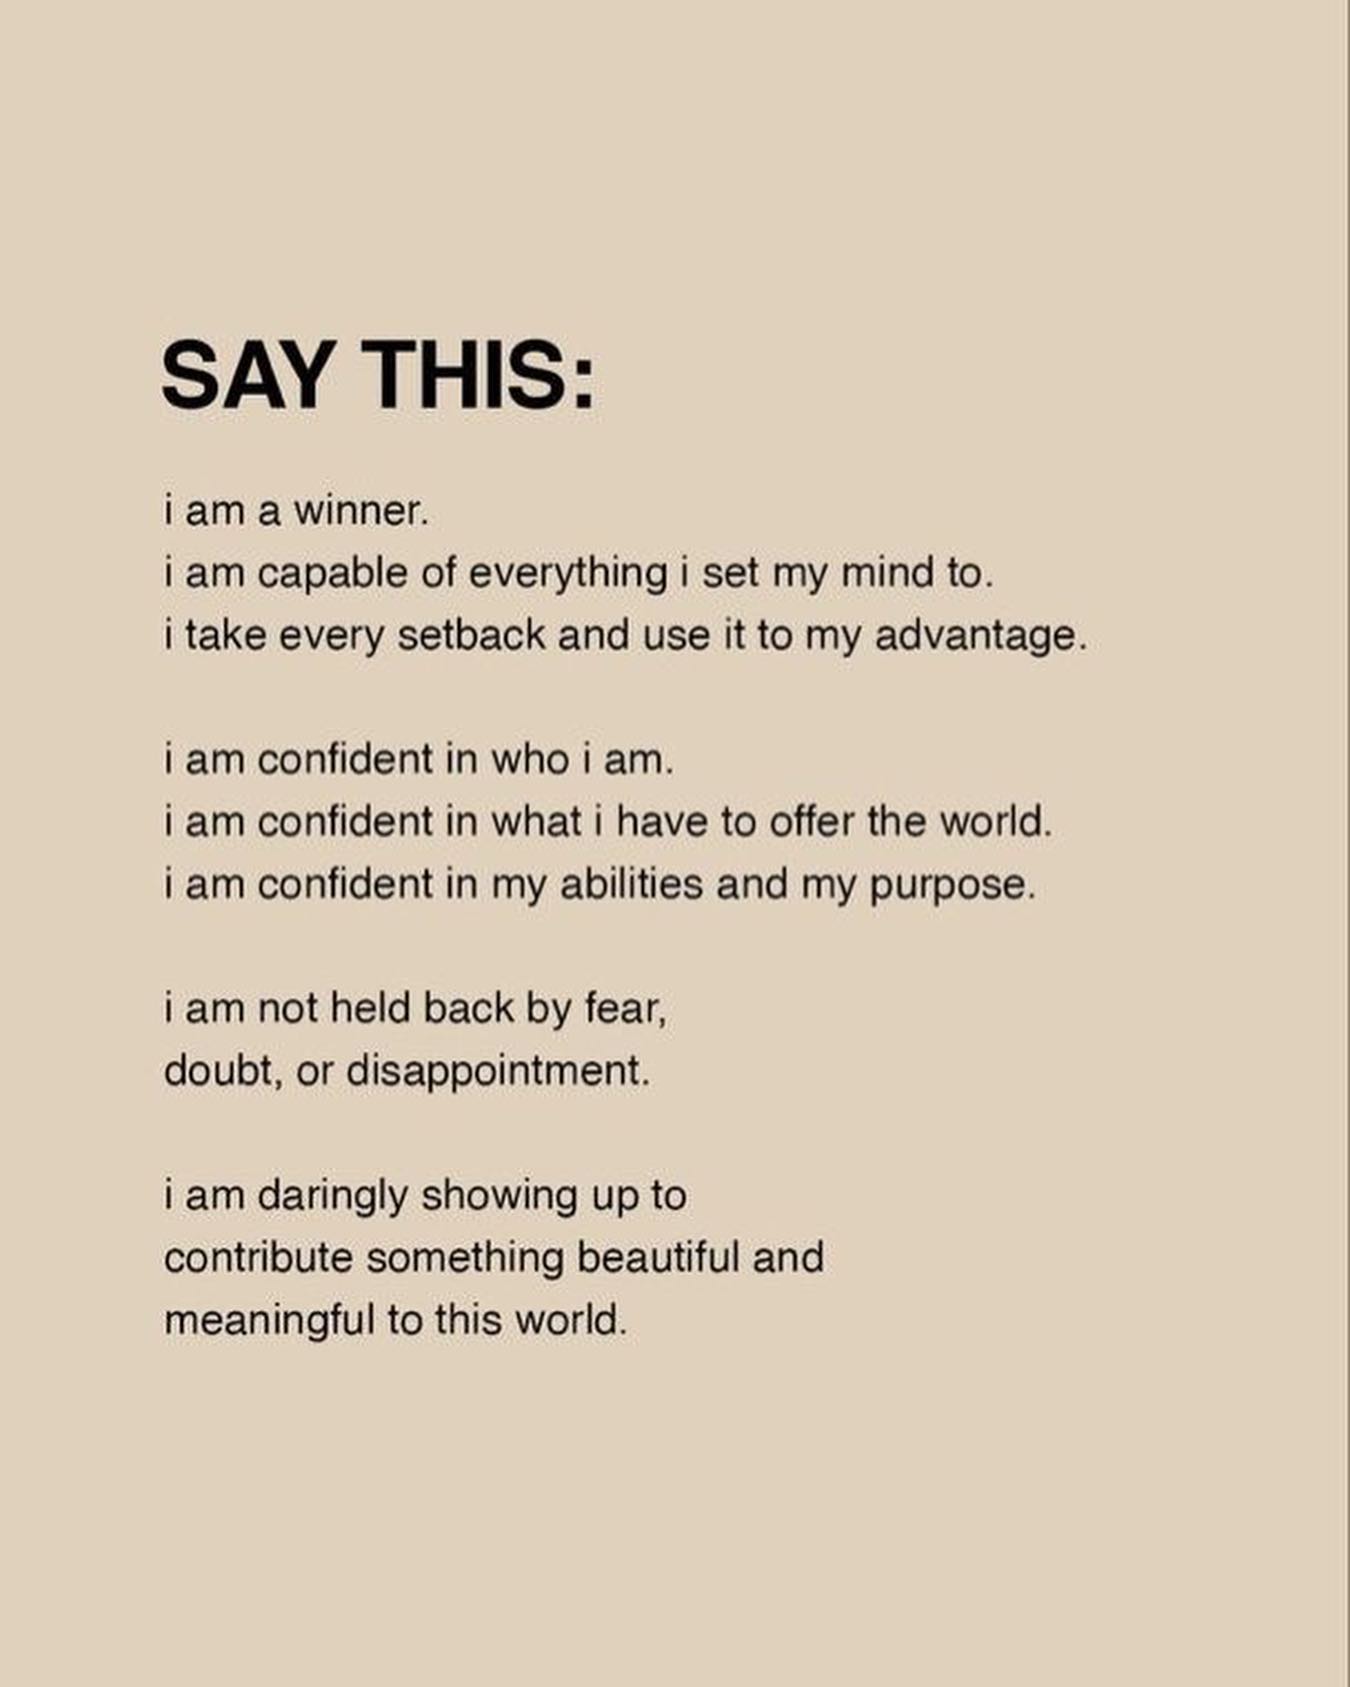 SAY THIS:
i am a winner.
i am capable of everything i set my mind to.
i take every setback and use it to my advantage.
i am confident in who i am.
i am confident in what i have to offer the world.
i am confident in my abilities and my purpose.
i am not held back by fear,
doubt, or disappointment.
i am daringly showing up to
contribute something beautiful and
meaningful to this world.